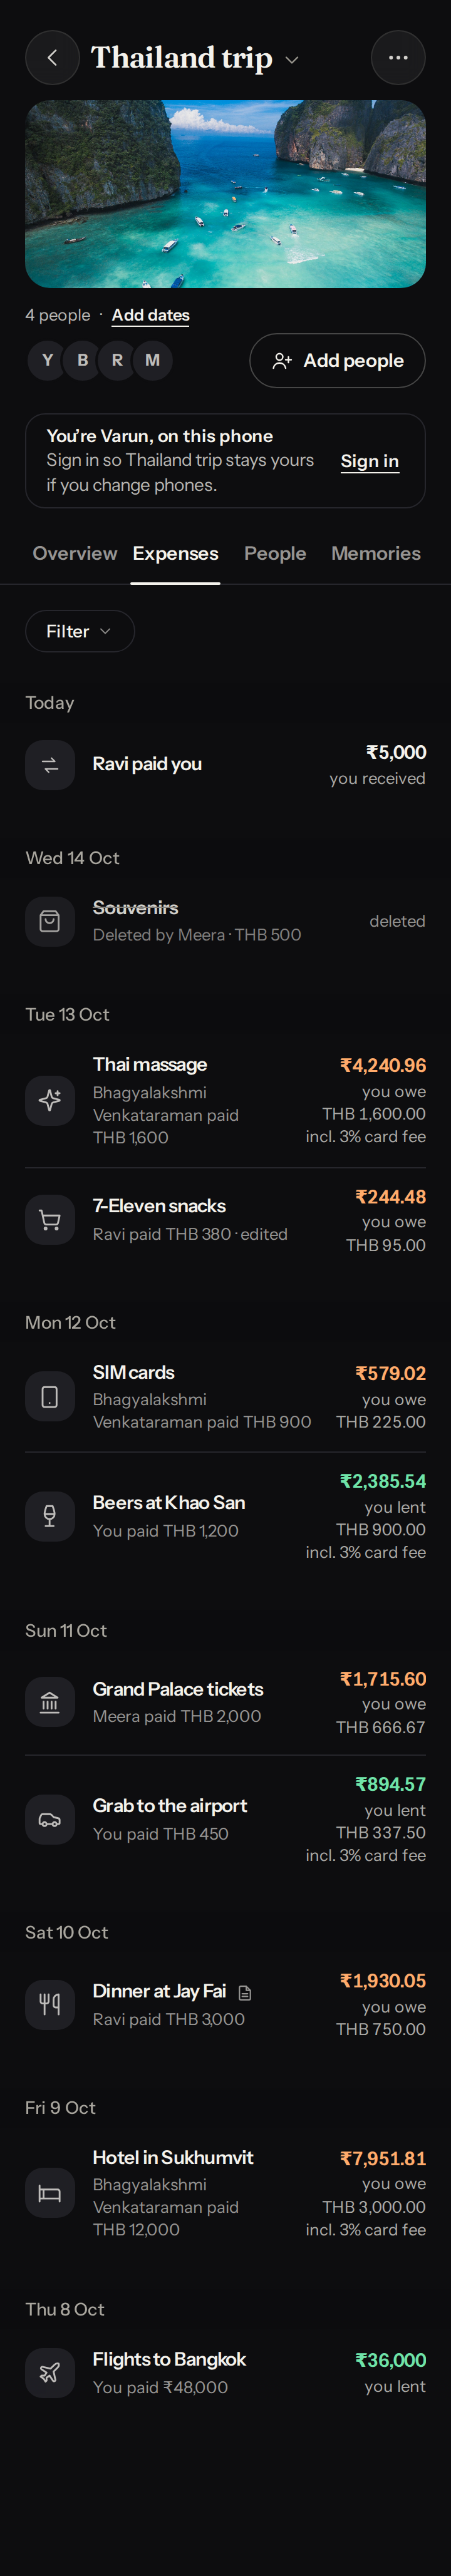 Thailand trip
4 people · Add dates
Y B R M
Add people
You’re Varun, on this phone
Sign in so Thailand trip stays yours
if you change phones.
Sign in
Overview Expenses People Memories
Filter
Today
Ravi paid you
₹5,000
you received
Wed 14 Oct
Souvenirs
Deleted by Meera · THB 500
deleted
Tue 13 Oct
Thai massage
Bhagyalakshmi
Venkataraman paid
THB 1,600
₹4,240.96
you owe
THB 1,600.00
incl. 3% card fee
7-Eleven snacks
Ravi paid THB 380 · edited
₹244.48
you owe
THB 95.00
Mon 12 Oct
SIM cards
Bhagyalakshmi
Venkataraman paid THB 900
₹579.02
you owe
THB 225.00
Beers at Khao San
You paid THB 1,200
₹2,385.54
you lent
THB 900.00
incl. 3% card fee
Sun 11 Oct
Grand Palace tickets
Meera paid THB 2,000
₹1,715.60
you owe
THB 666.67
Grab to the airport
You paid THB 450
₹894.57
you lent
THB 337.50
incl. 3% card fee
Sat 10 Oct
Dinner at Jay Fai
Ravi paid THB 3,000
₹1,930.05
you owe
THB 750.00
Fri 9 Oct
Hotel in Sukhumvit
Bhagyalakshmi
Venkataraman paid
THB 12,000
₹7,951.81
you owe
THB 3,000.00
incl. 3% card fee
Thu 8 Oct
Flights to Bangkok
You paid ₹48,000
₹36,000
you lent